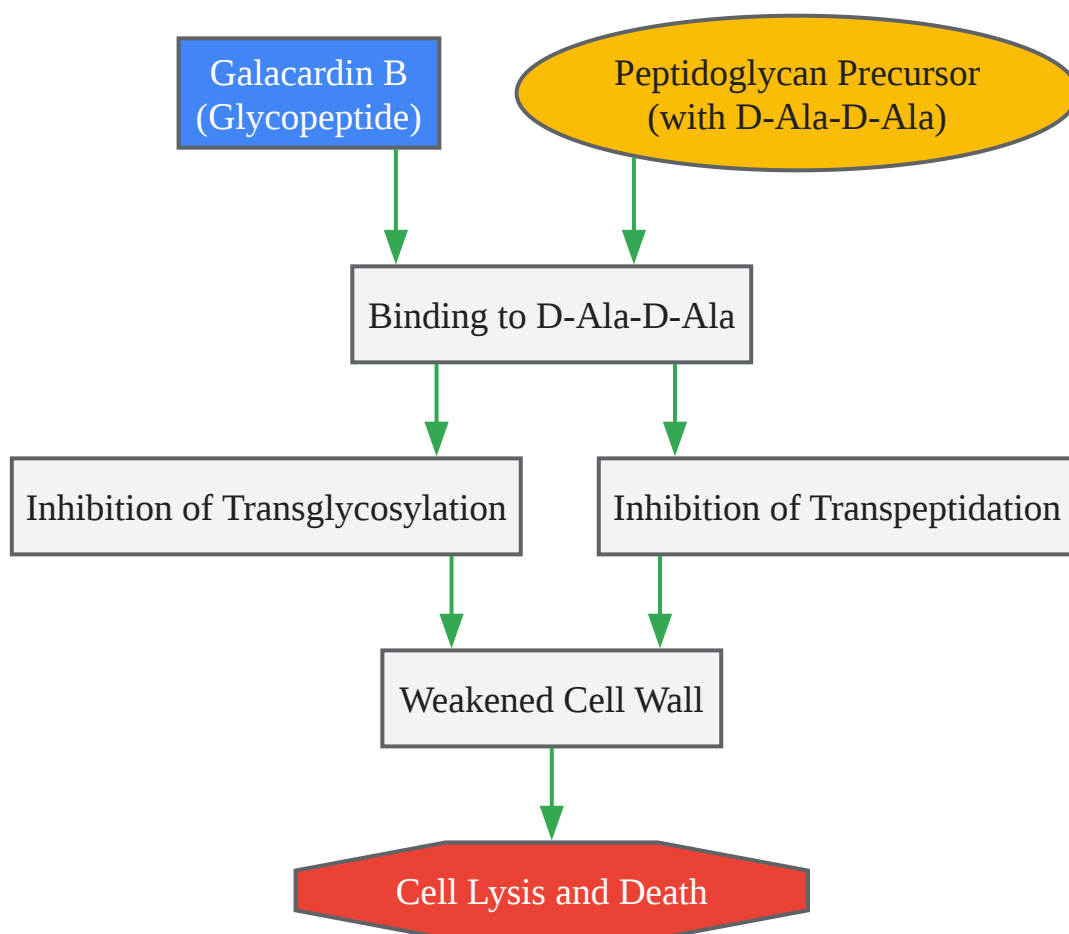 Galacardin B
(Glycopeptide)
Peptidoglycan Precursor
(with D-Ala-D-Ala)
Binding to D-Ala-D-Ala
Inhibition of Transglycosylation
Inhibition of Transpeptidation
Weakened Cell Wall
Cell Lysis and Death